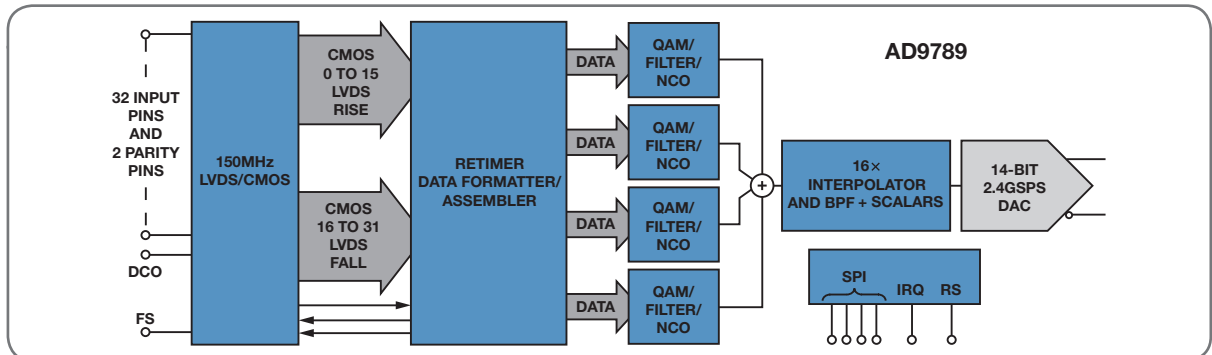 AD9789
32 INPUT
PINS
AND
2 PARITY
PINS
DCO
FS
150MHz
LVDS/CMOS
CMOS
0 TO 15
LVDS
RISE
CMOS
16 TO 31
LVDS
FALL
RETIMER
DATA FORMATTER/
ASSEMBLER
DATA
DATA
DATA
DATA
QAM/
FILTER/
NCO
QAM/
FILTER/
NCO
QAM/
FILTER/
NCO
QAM/
FILTER/
NCO
+
16×
INTERPOLATOR
AND BPF + SCALARS
14-BIT
2.4GSPS
DAC
SPI
IRQ
RS